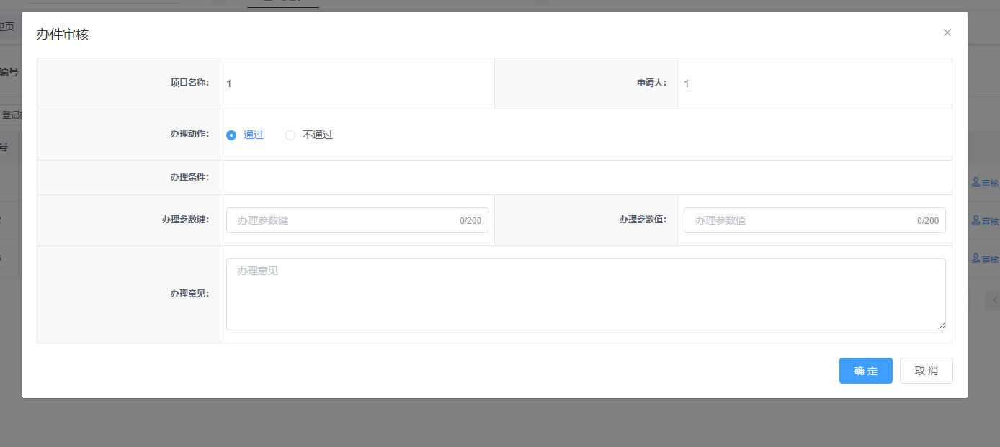 迎页
办件审核
编号
项目名称：
1
申请人：
1
登记
办理动作：
通过
不通过
号
办理条件：
审核
办理参数键：
办理参数键
0/200
办理参数值：
办理参数值
0/200
审核
办理意见：
办理意见
审核
确 定
取 消